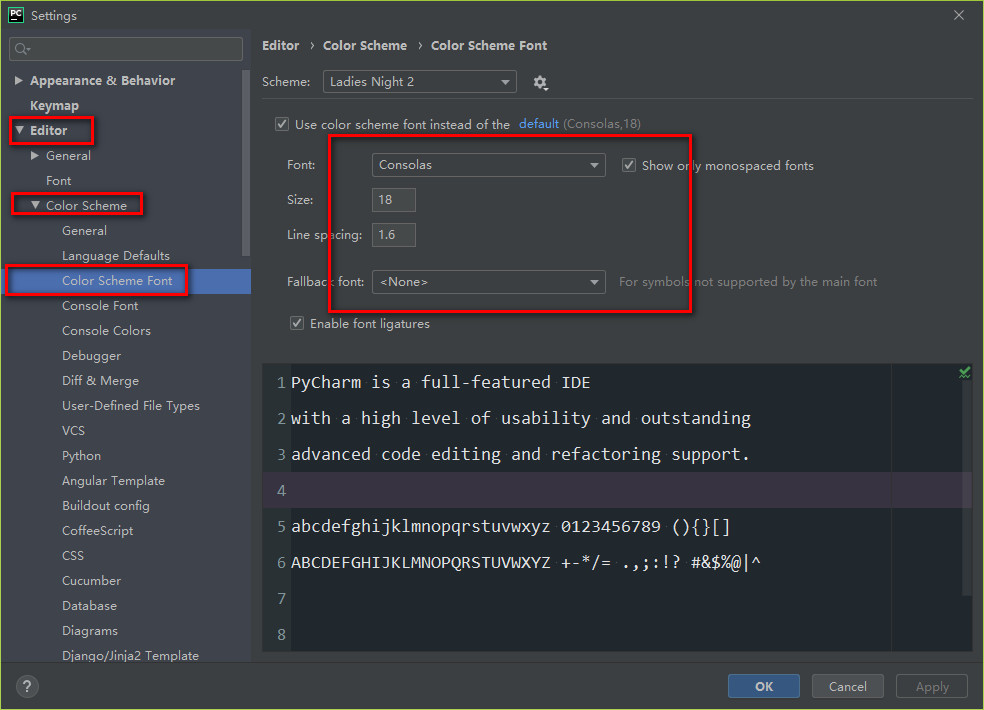 PC
Settings
Appearance & Behavior
Keymap
Editor
General
Font
Color Scheme
General
Language Defaults
Color Scheme Font
Console Font
Console Colors
Debugger
Diff & Merge
User-Defined File Types
VCS
Python
Angular Template
Buildout config
CoffeeScript
CSS
Cucumber
Database
Diagrams
Django/Jinja2 Template
Editor › Color Scheme › Color Scheme Font
Scheme: Ladies Night 2
Use color scheme font instead of the default (Consolas,18)
Font: Consolas Show only monospaced fonts
Size: 18
Line spacing: 1.6
Fallback font: <None> For symbols not supported by the main font
Enable font ligatures
1 PyCharm is a full-featured IDE
2 with a high level of usability and outstanding
3 advanced code editing and refactoring support.
4
5 abcdefghijklmnopqrstuvwxyz 0123456789 (){}[]
6 ABCDEFGHIJKLMNOPQRSTUVWXYZ +-*/= .,;:!? #&$%@|^
7
8
?
OK Cancel Apply